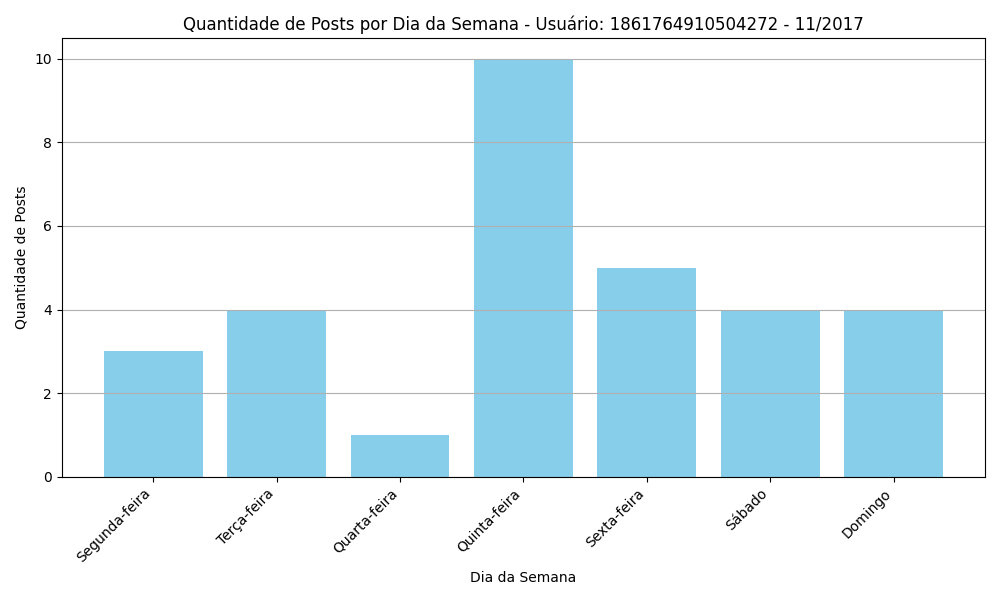 Quantidade de Posts por Dia da Semana - Usuário: 1861764910504272 - 11/2017
Quantidade de Posts
10
8
6
4
2
0
Segunda-feira
Terça-feira
Quarta-feira
Quinta-feira
Sexta-feira
Sábado
Domingo
Dia da Semana